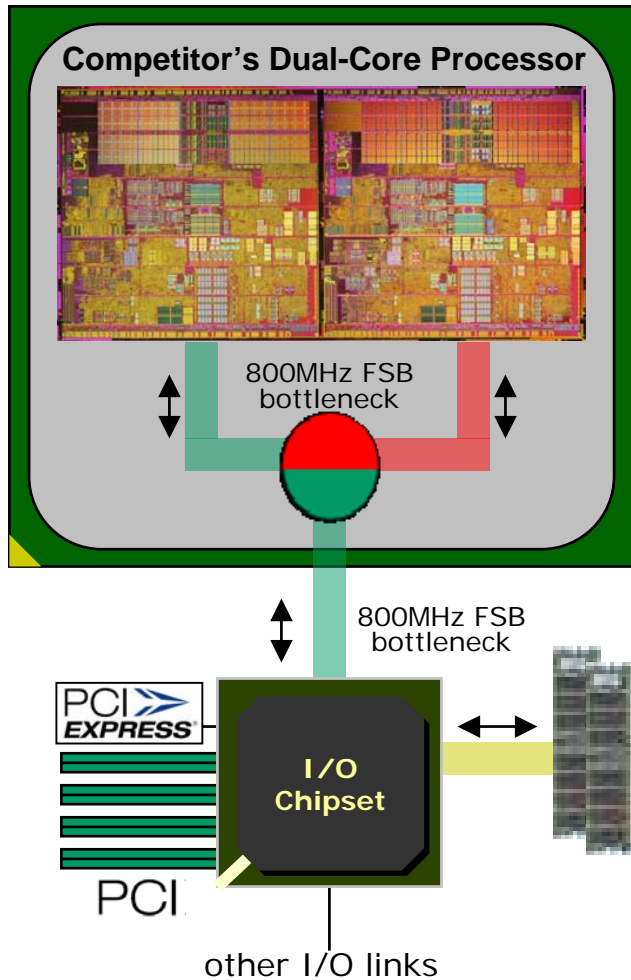 Competitor's Dual-Core Processor
800MHz FSB
bottleneck
800MHz FSB
bottleneck
PCI
EXPRESS®
I/O
Chipset
PCI
other I/O links